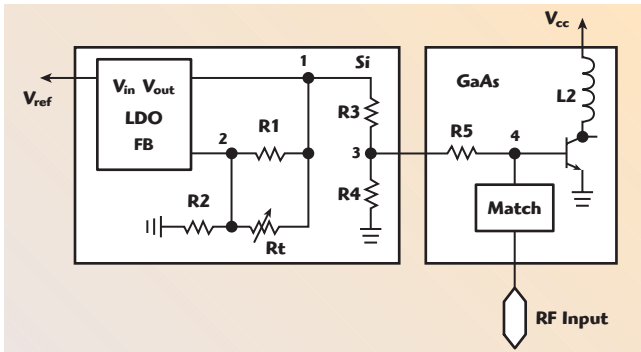 Vcc
1
Si
GaAs
Vin Vout
LDO
FB
Vref
R3
L2
2
R1
3
R5
4
R2
R4
Rt
Match
RF Input